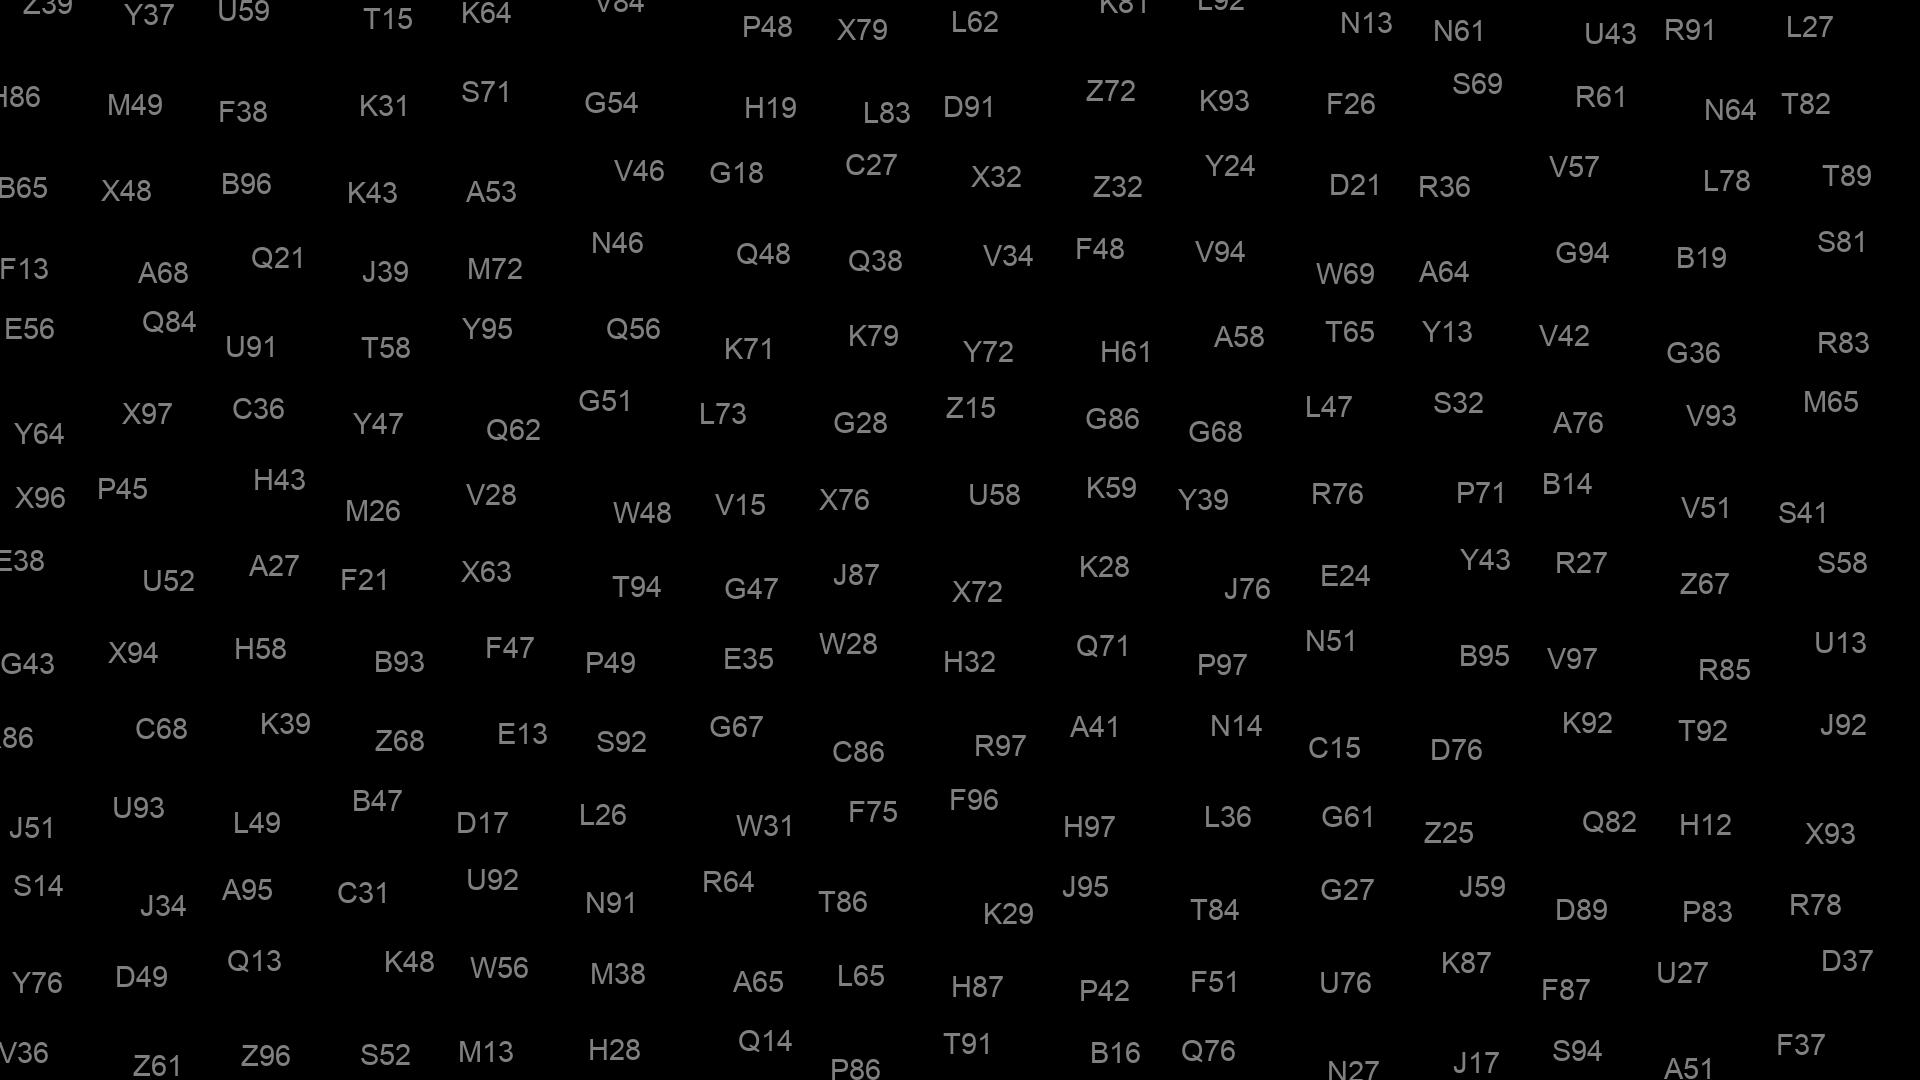 Z39 Y37 U59 T15 K64 V84 P48 X79 L62 K81 L92 N13 N61 U43 R91 L27
H86 M49 F38 K31 S71 G54 H19 L83 D91 Z72 K93 F26 S69 R61 N64 T82
B65 X48 B96 K43 A53 V46 G18 C27 X32 Z32 Y24 D21 R36 V57 L78 T89
F13 A68 Q21 J39 M72 N46 Q48 Q38 V34 F48 V94 W69 A64 G94 B19 S81
E56 Q84 U91 T58 Y95 Q56 K71 K79 Y72 H61 A58 T65 Y13 V42 G36 R83
Y64 X97 C36 Y47 Q62 G51 L73 G28 Z15 G86 G68 L47 S32 A76 V93 M65
X96 P45 H43 M26 V28 W48 V15 X76 U58 K59 Y39 R76 P71 B14 V51 S41
E38 U52 A27 F21 X63 T94 G47 J87 X72 K28 J76 E24 Y43 R27 Z67 S58
G43 X94 H58 B93 F47 P49 E35 W28 H32 Q71 P97 N51 B95 V97 R85 U13
C68 K39 Z68 E13 S92 G67 C86 R97 A41 N14 C15 D76 K92 T92 J92
J51 U93 L49 B47 D17 L26 W31 F75 F96 H97 L36 G61 Z25 Q82 H12 X93
S14 J34 A95 C31 U92 N91 R64 T86 K29 J95 T84 G27 J59 D89 P83 R78
Y76 D49 Q13 K48 W56 M38 A65 L65 H87 P42 F51 U76 K87 F87 U27 D37
V36 Z61 Z96 S52 M13 H28 Q14 P86 T91 B16 Q76 N27 J17 S94 A51 F37